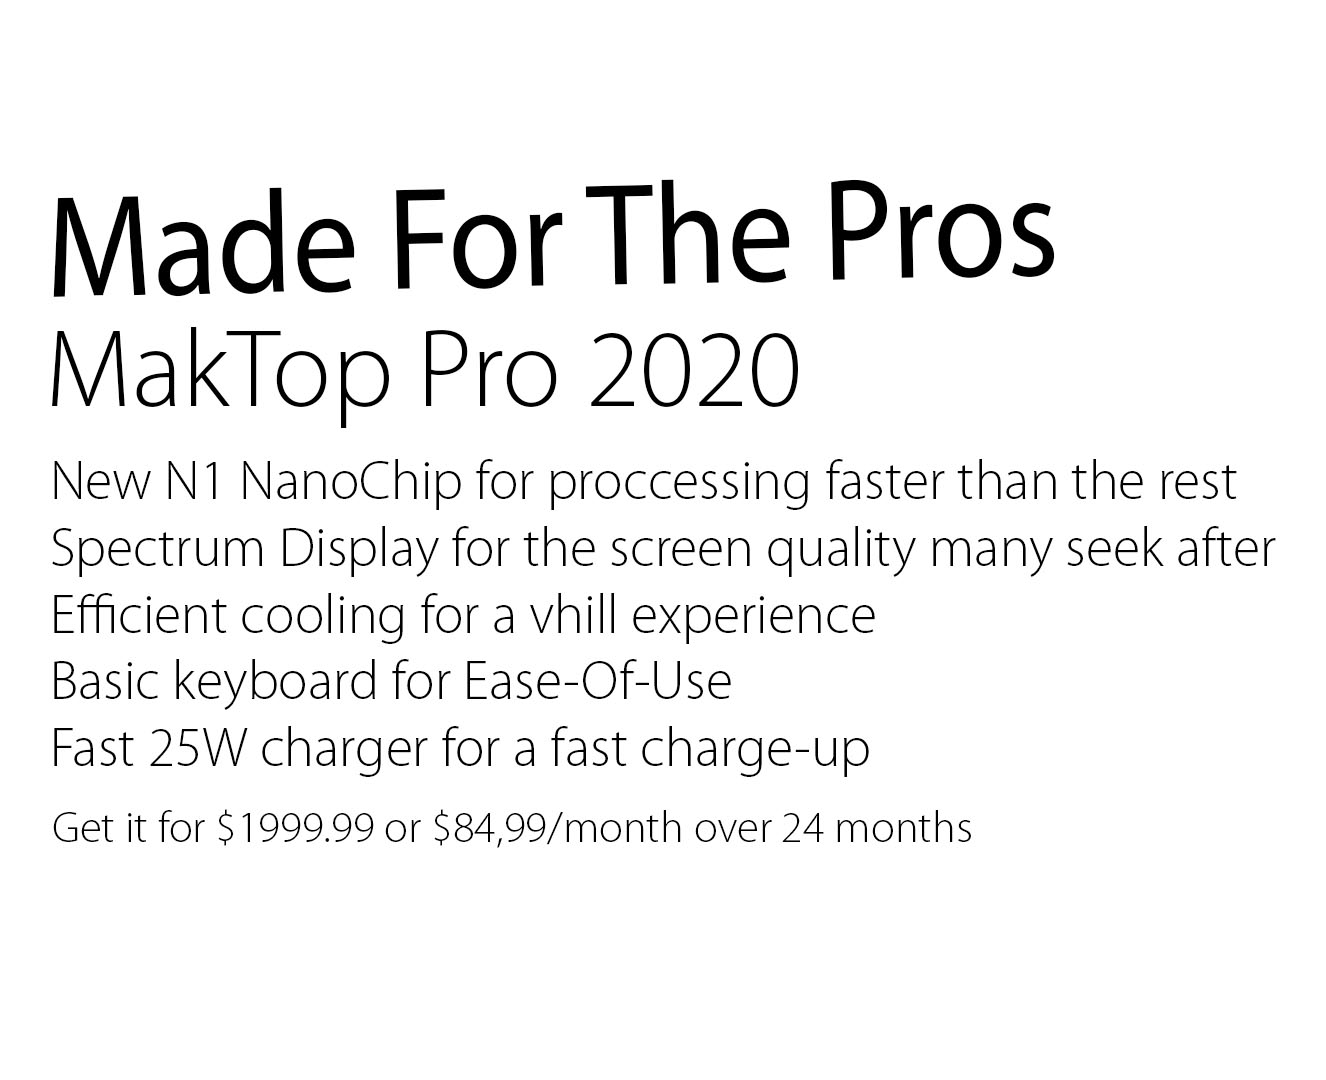 Made For The Pros
MakTop Pro 2020
New N1 NanoChip for proccessing faster than the rest
Spectrum Display for the screen quality many seek after
Efficient cooling for a vhill experience
Basic keyboard for Ease-Of-Use
Fast 25W charger for a fast charge-up
Get it for $1999.99 or $84,99/month over 24 months